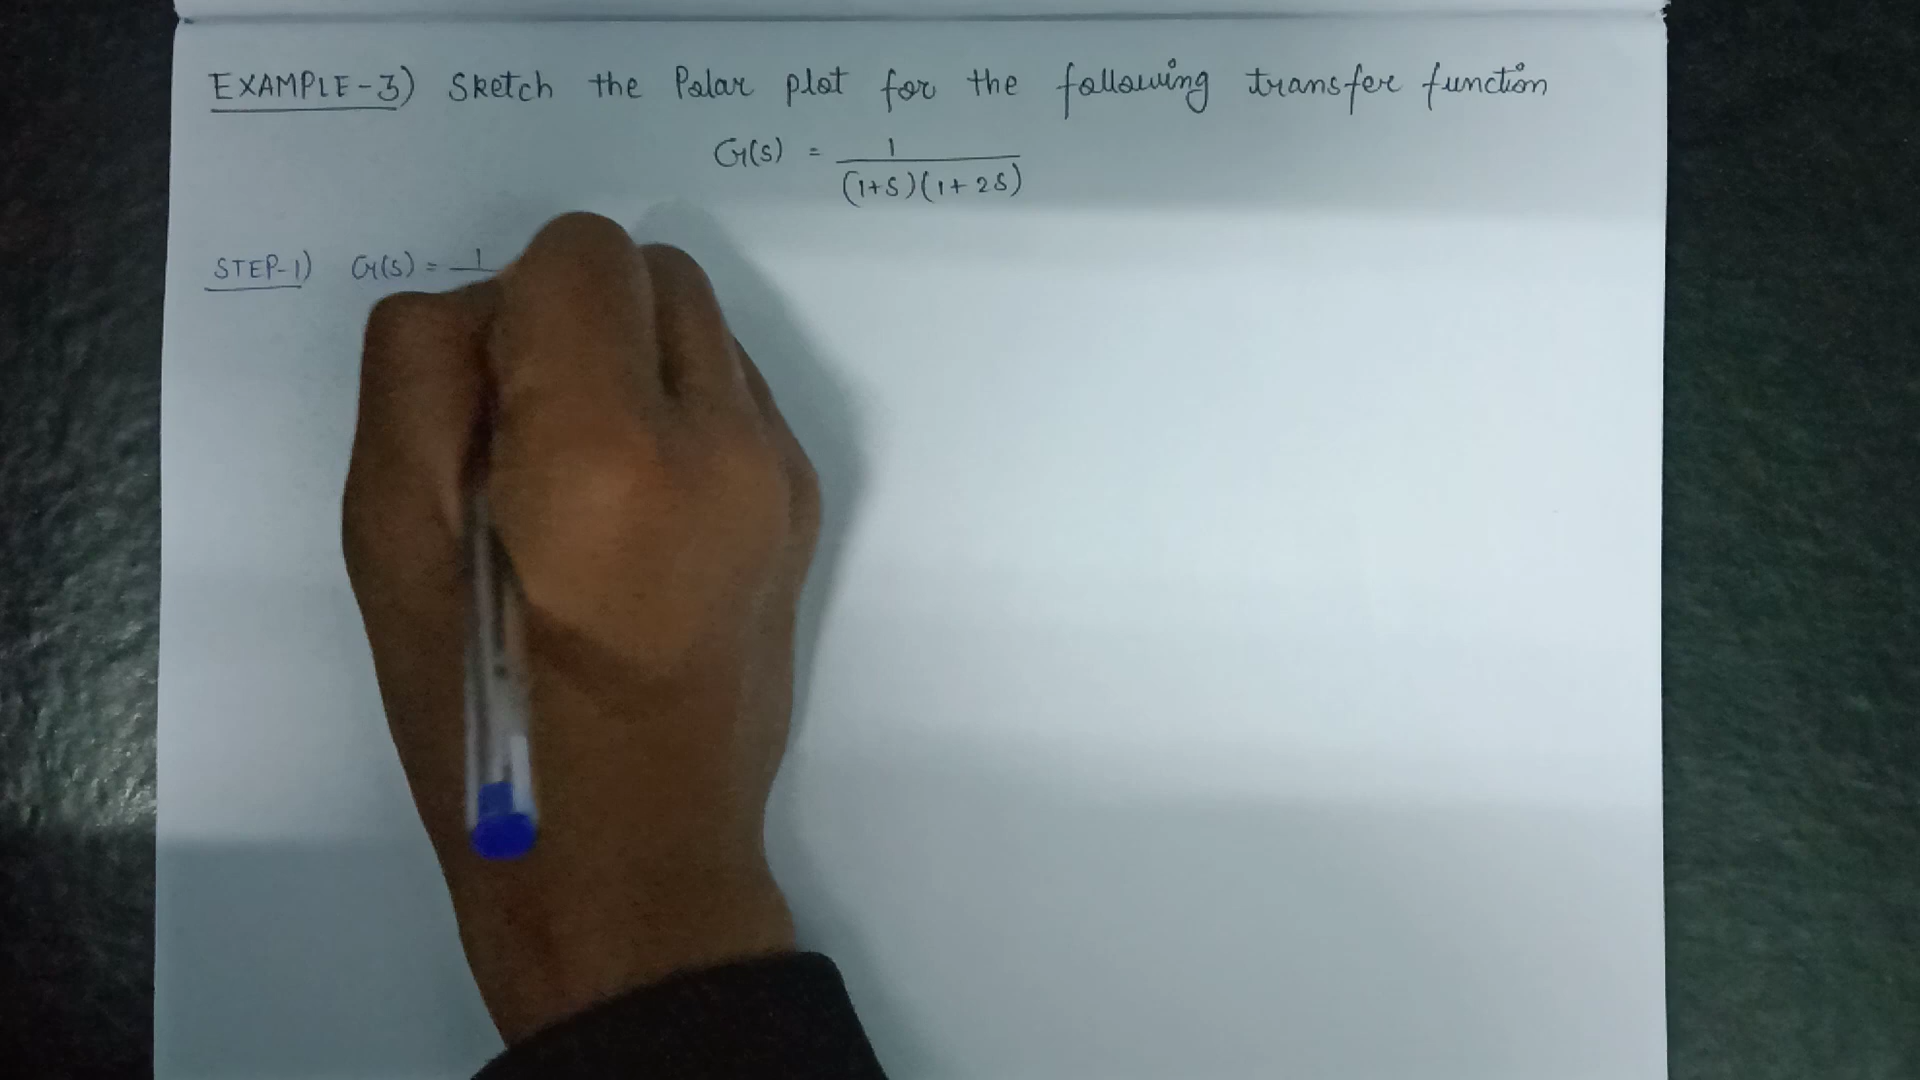 EXAMPLE-3) Sketch the Polar plot for the following transfer function
G(s) = 1 / (1+s)(1+2s)
STEP-1) G(s) = 1